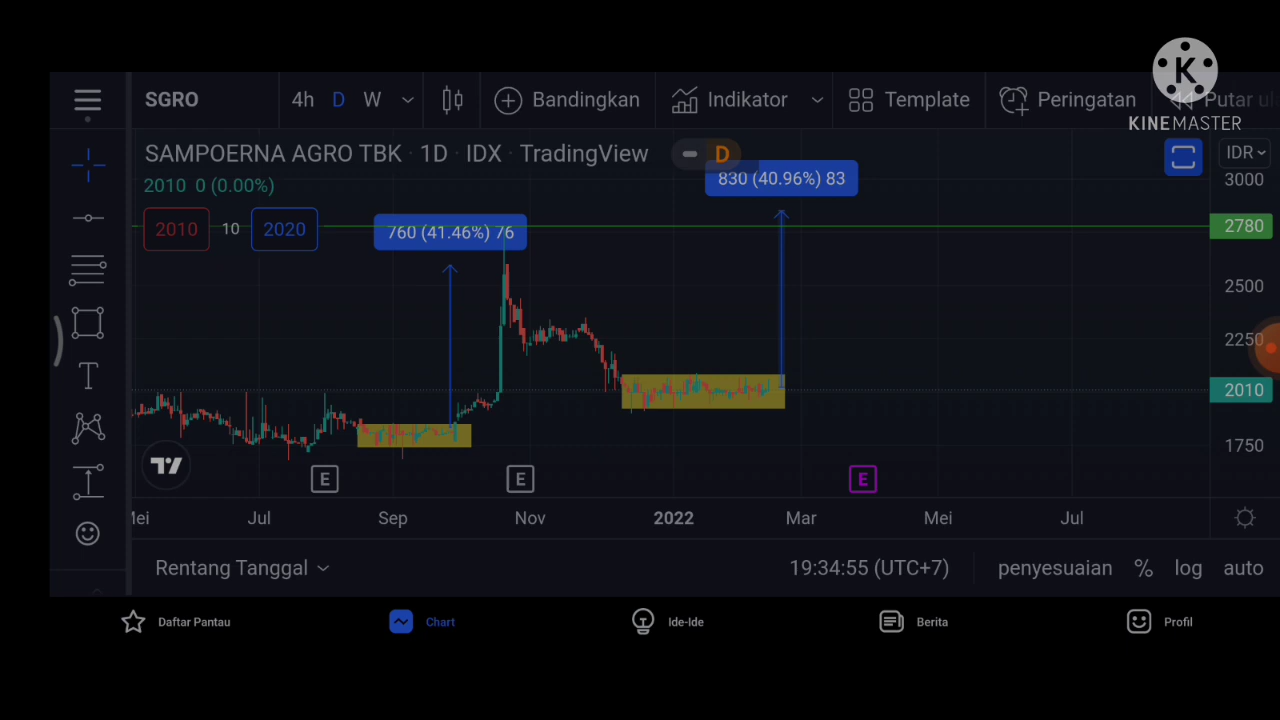 K
KINEMASTER
SGRO 4h D W Bandingkan Indikator Template Peringatan Putar ul
SAMPOERNA AGRO TBK · 1D · IDX · TradingView D IDR
830 (40.96%) 83
2010 0 (0.00%)
3000
2010 10 2020
760 (41.46%) 76
2780
2500
2250
2010
1750
E E E
Mei Jul Sep Nov 2022 Mar Mei Jul
Rentang Tanggal 19:34:55 (UTC+7) penyesuaian % log auto
Daftar Pantau Chart Ide-Ide Berita Profil